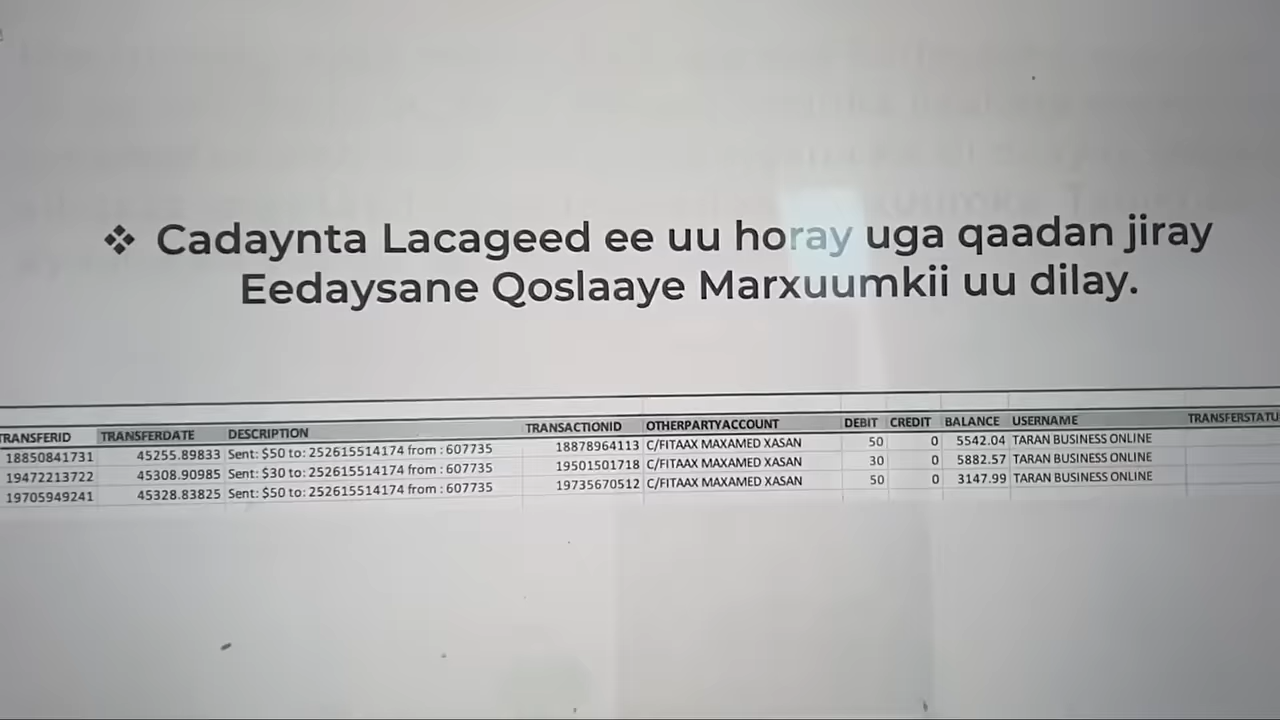 ❖ Cadaynta Lacageed ee uu horay uga qaadan jiray
Eedaysane Qoslaaye Marxuumkii uu dilay.
TRANSFERID TRANSFERDATE DESCRIPTION TRANSACTIONID OTHERPARTYACCOUNT DEBIT CREDIT BALANCE USERNAME TRANSFERSTATU
18850841731 45255.89833 Sent: $50 to: 252615514174 from : 607735 18878964113 C/FITAAX MAXAMED XASAN 50 0 5542.04 TARAN BUSINESS ONLINE
19472213722 45308.90985 Sent: $30 to: 252615514174 from : 607735 19501501718 C/FITAAX MAXAMED XASAN 30 0 5882.57 TARAN BUSINESS ONLINE
19705949241 45328.83825 Sent: $50 to: 252615514174 from : 607735 19735670512 C/FITAAX MAXAMED XASAN 50 0 3147.99 TARAN BUSINESS ONLINE